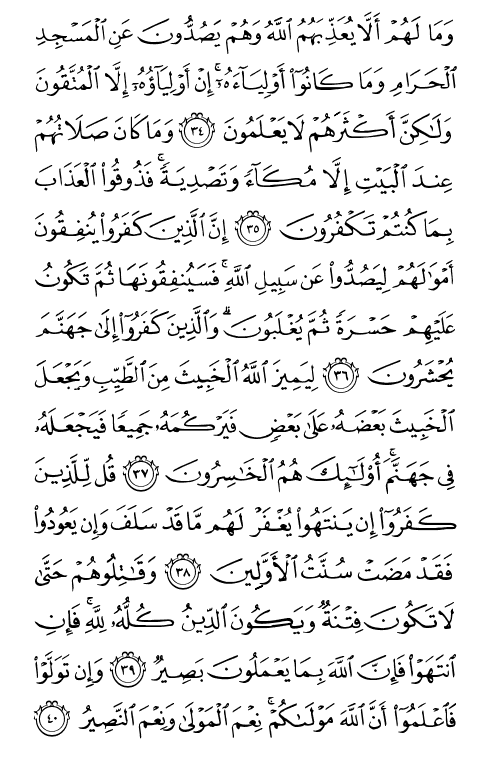 وَمَا لَهُمۡ أَلَّا يُعَذِّبَهُمُ ٱللَّهُ وَهُمۡ يَصُدُّونَ عَنِ ٱلۡمَسۡجِدِ
ٱلۡحَرَامِ وَمَا كَانُوٓاْ أَوۡلِيَآءَهُۥٓۚ إِنۡ أَوۡلِيَآؤُهُۥٓ إِلَّا ٱلۡمُتَّقُونَ
وَلَٰكِنَّ أَكۡثَرَهُمۡ لَا يَعۡلَمُونَ ٣٤ وَمَا كَانَ صَلَاتُهُمۡ
عِندَ ٱلۡبَيۡتِ إِلَّا مُكَآءٗ وَتَصۡدِيَةٗۚ فَذُوقُواْ ٱلۡعَذَابَ
بِمَا كُنتُمۡ تَكۡفُرُونَ ٣٥ إِنَّ ٱلَّذِينَ كَفَرُواْ يُنفِقُونَ
أَمۡوَٰلَهُمۡ لِيَصُدُّواْ عَن سَبِيلِ ٱللَّهِۚ فَسَيُنفِقُونَهَا ثُمَّ تَكُونُ
عَلَيۡهِمۡ حَسۡرَةٗ ثُمَّ يُغۡلَبُونَۗ وَٱلَّذِينَ كَفَرُوٓاْ إِلَىٰ جَهَنَّمَ
يُحۡشَرُونَ ٣٦ لِيَمِيزَ ٱللَّهُ ٱلۡخَبِيثَ مِنَ ٱلطَّيِّبِ وَيَجۡعَلَ
ٱلۡخَبِيثَ بَعۡضَهُۥ عَلَىٰ بَعۡضٖ فَيَرۡكُمَهُۥ جَمِيعٗا فَيَجۡعَلَهُۥ
فِي جَهَنَّمَۚ أُوْلَٰٓئِكَ هُمُ ٱلۡخَٰسِرُونَ ٣٧ قُل لِّلَّذِينَ
كَفَرُوٓاْ إِن يَنتَهُواْ يُغۡفَرۡ لَهُم مَّا قَدۡ سَلَفَ وَإِن يَعُودُواْ
فَقَدۡ مَضَتۡ سُنَّتُ ٱلۡأَوَّلِينَ ٣٨ وَقَٰتِلُوهُمۡ حَتَّىٰ
لَا تَكُونَ فِتۡنَةٞ وَيَكُونَ ٱلدِّينُ كُلُّهُۥ لِلَّهِۚ فَإِنِ
ٱنتَهَوۡاْ فَإِنَّ ٱللَّهَ بِمَا يَعۡمَلُونَ بَصِيرٞ ٣٩ وَإِن تَوَلَّوۡاْ
فَٱعۡلَمُوٓاْ أَنَّ ٱللَّهَ مَوۡلَىٰكُمۡۚ نِعۡمَ ٱلۡمَوۡلَىٰ وَنِعۡمَ ٱلنَّصِيرُ ٤٠